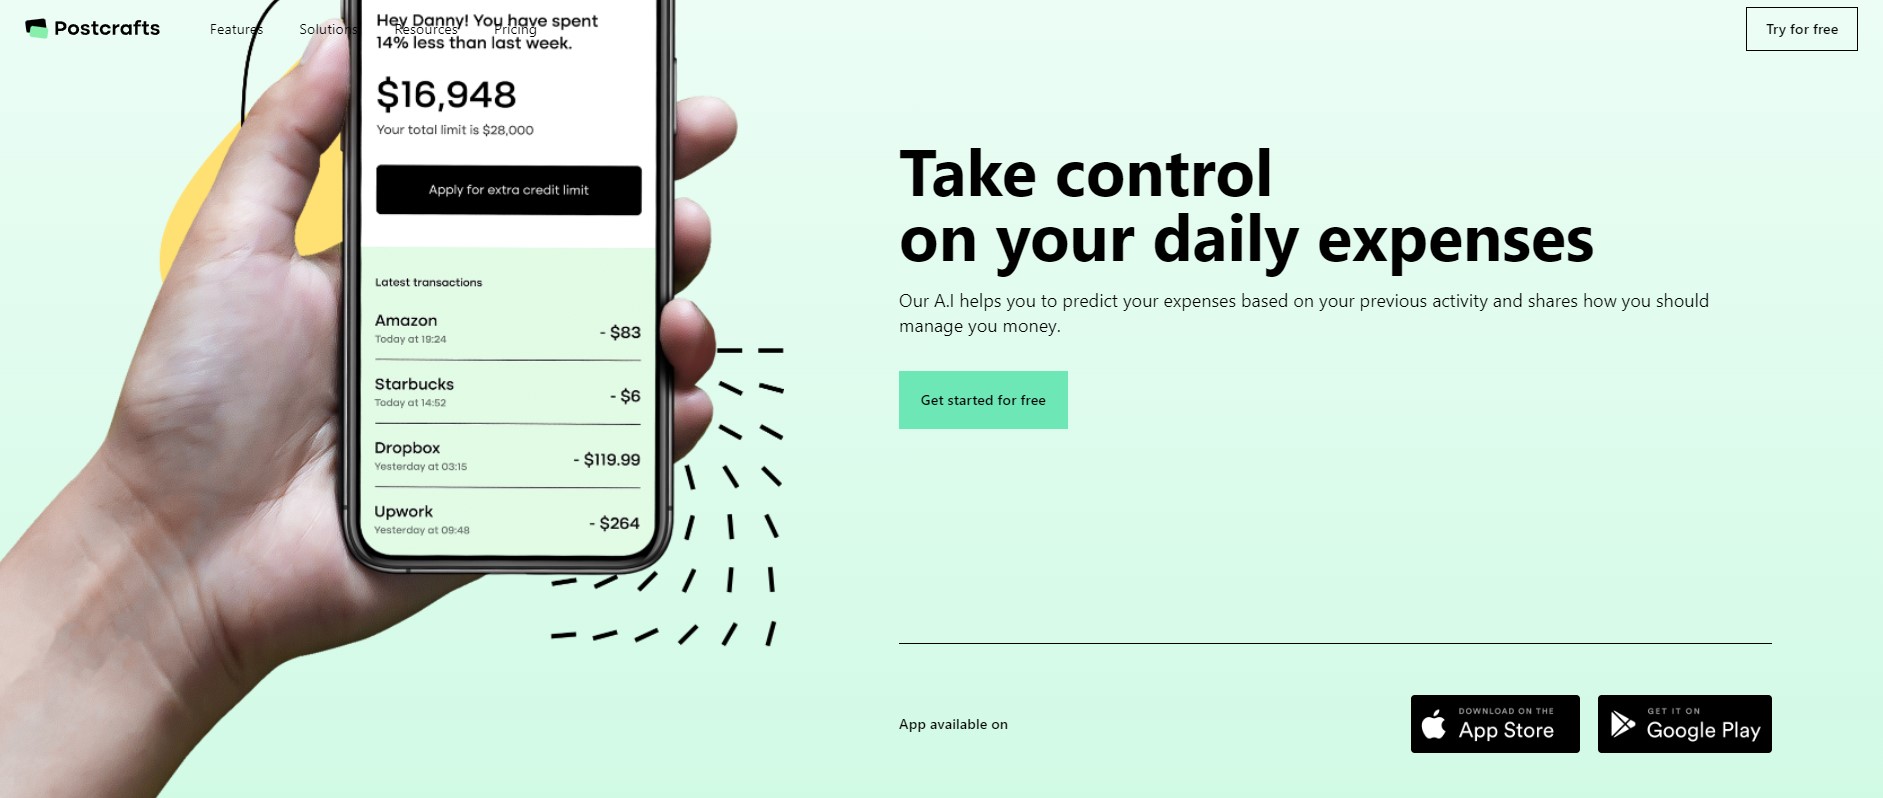 Postcrafts
Features
Solutions
Resources
Pricing
Try for free
Hey Danny! You have spent
14% less than last week.
$16,948
Your total limit is $28,000
Apply for extra credit limit
Latest transactions
Amazon
Today at 19:24
- $83
Starbucks
Today at 14:52
- $6
Dropbox
Yesterday at 03:15
- $119.99
Upwork
Yesterday at 09:48
- $264
Take control
on your daily expenses
Our A.I helps you to predict your expenses based on your previous activity and shares how you should
manage you money.
Get started for free
App available on
DOWNLOAD ON THE
App Store
GET IT ON
Google Play